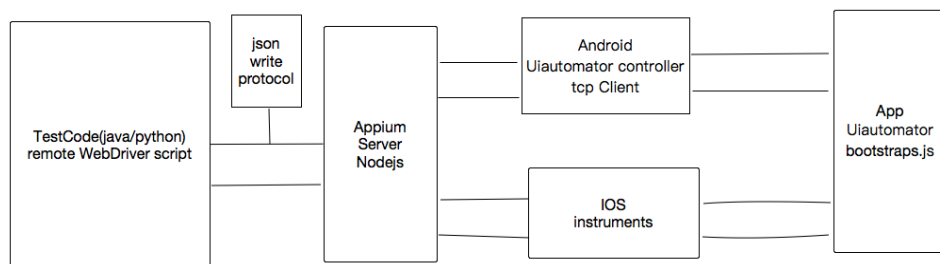 json
write
protocol
TestCode(java/python)
remote WebDriver script
Appium
Server
Nodejs
Android
Uiautomator controller
tcp Client
IOS
instruments
App
Uiautomator
bootstraps.js